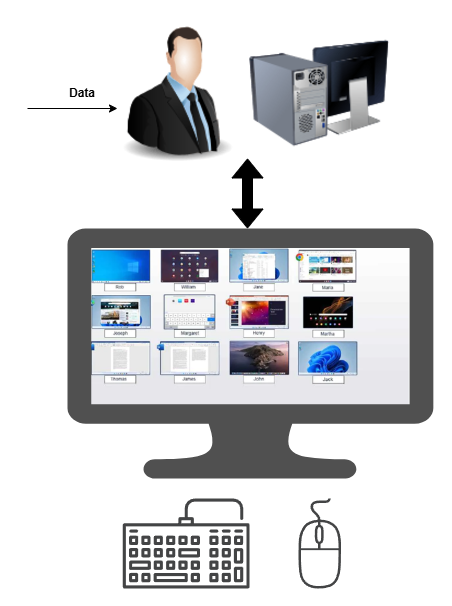 Data
Rob
William
Jane
Maria
Joseph
Margaret
Henry
Martha
Thomas
James
John
Jack